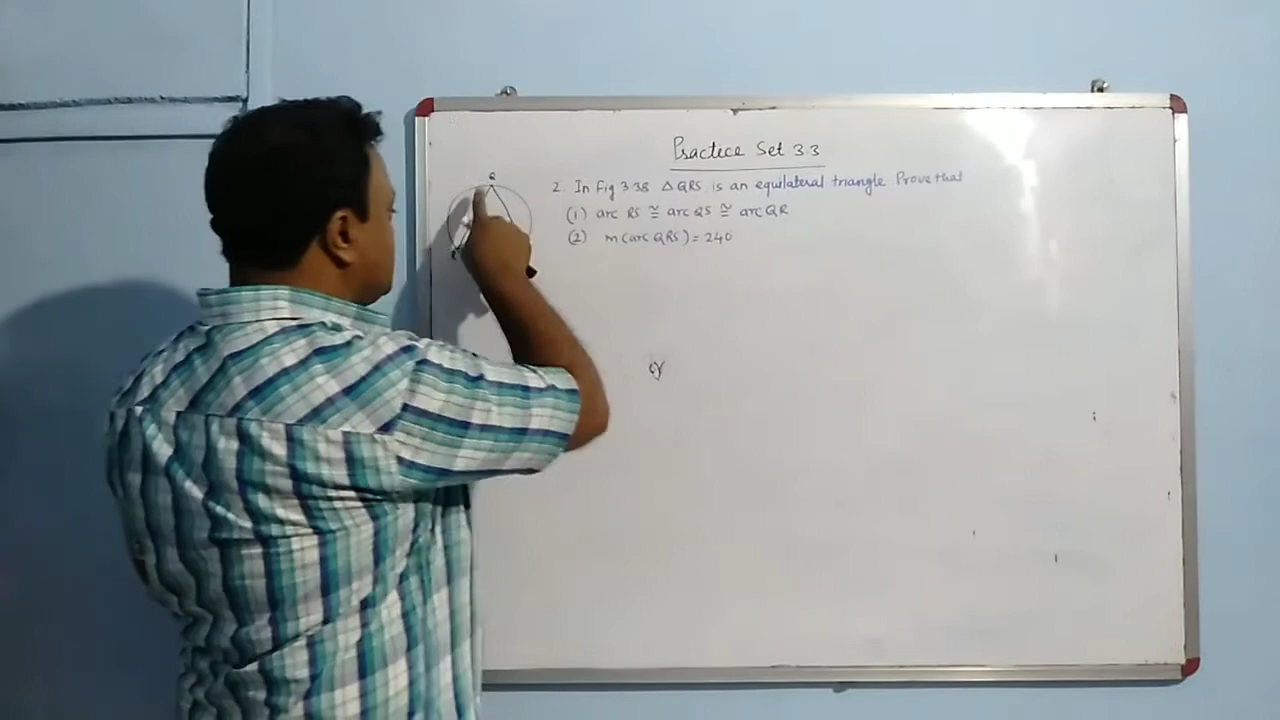 Practice Set 3.3
Q
2. In fig 3.38 △QRS is an equilateral triangle Prove that
(1) arc RS ≅ arc QS ≅ arc QR
(2) m(arc QRS) = 240